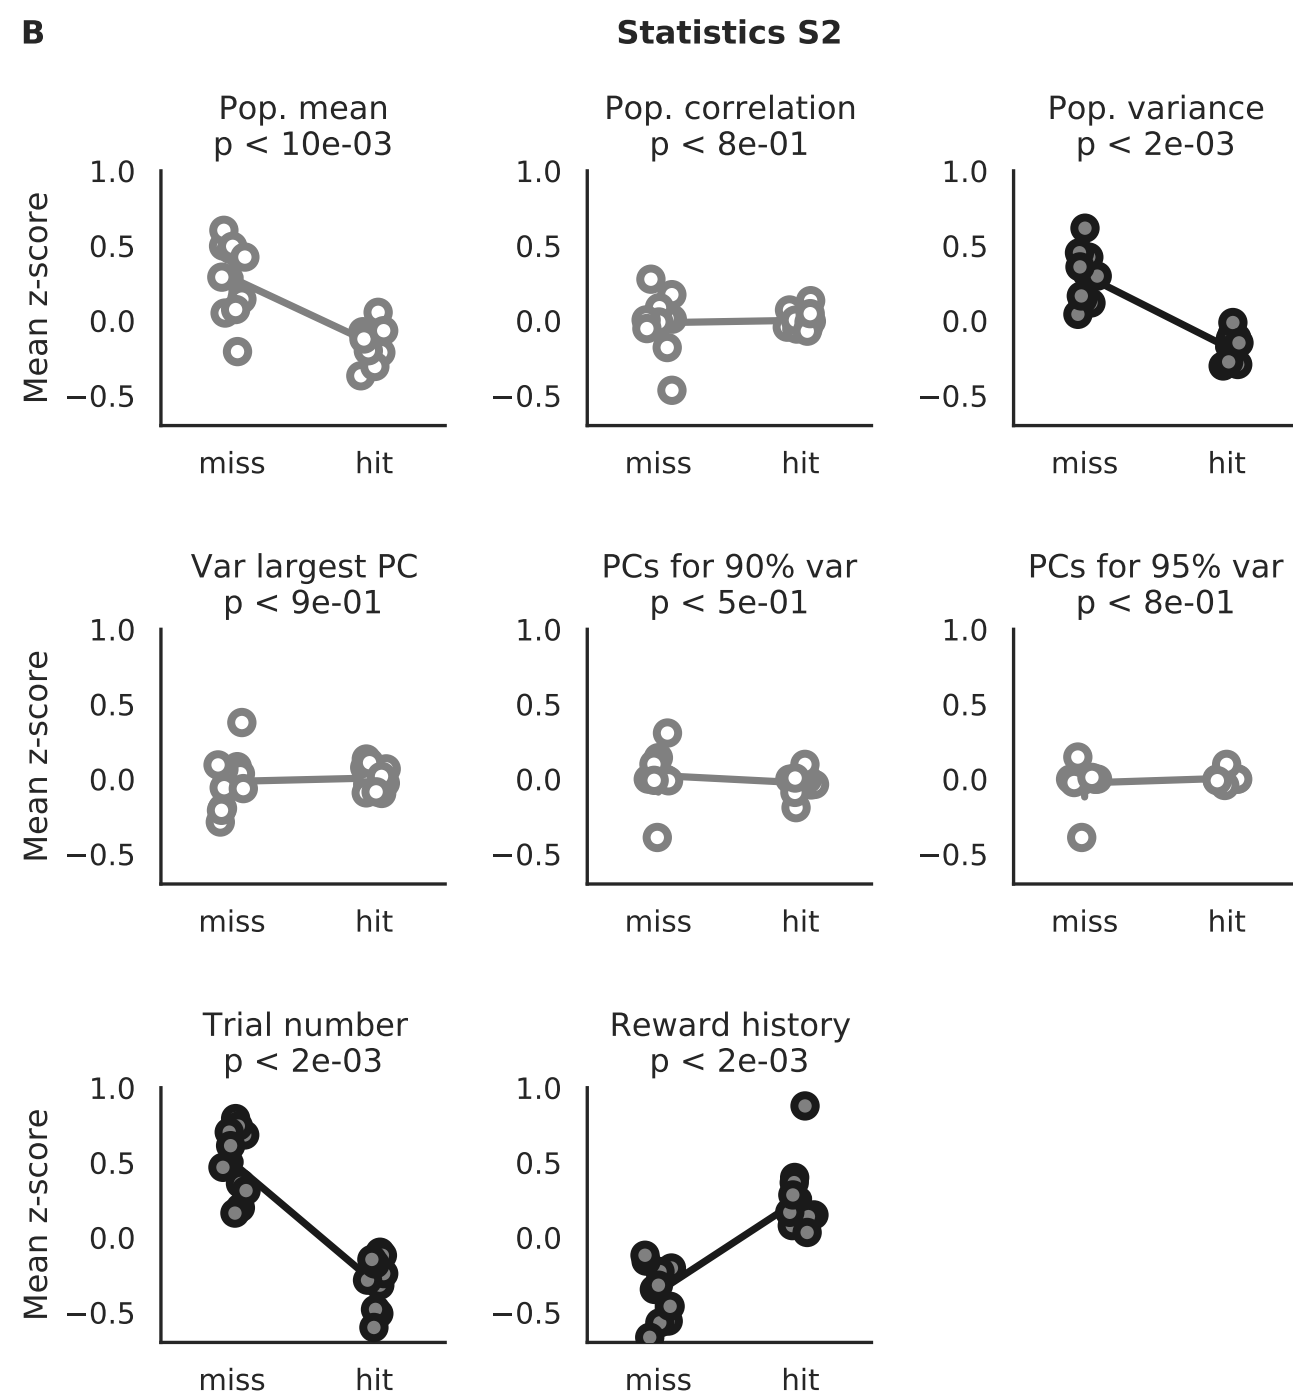 B
Statistics S2
Pop. mean
p < 10e-03
Pop. correlation
p < 8e-01
Pop. variance
p < 2e-03
Mean z-score
1.0
0.5
0.0
−0.5
miss hit
1.0
0.5
0.0
−0.5
miss hit
1.0
0.5
0.0
−0.5
miss hit
Var largest PC
p < 9e-01
PCs for 90% var
p < 5e-01
PCs for 95% var
p < 8e-01
Mean z-score
1.0
0.5
0.0
−0.5
miss hit
1.0
0.5
0.0
−0.5
miss hit
1.0
0.5
0.0
−0.5
miss hit
Trial number
p < 2e-03
Reward history
p < 2e-03
Mean z-score
1.0
0.5
0.0
−0.5
miss hit
1.0
0.5
0.0
−0.5
miss hit